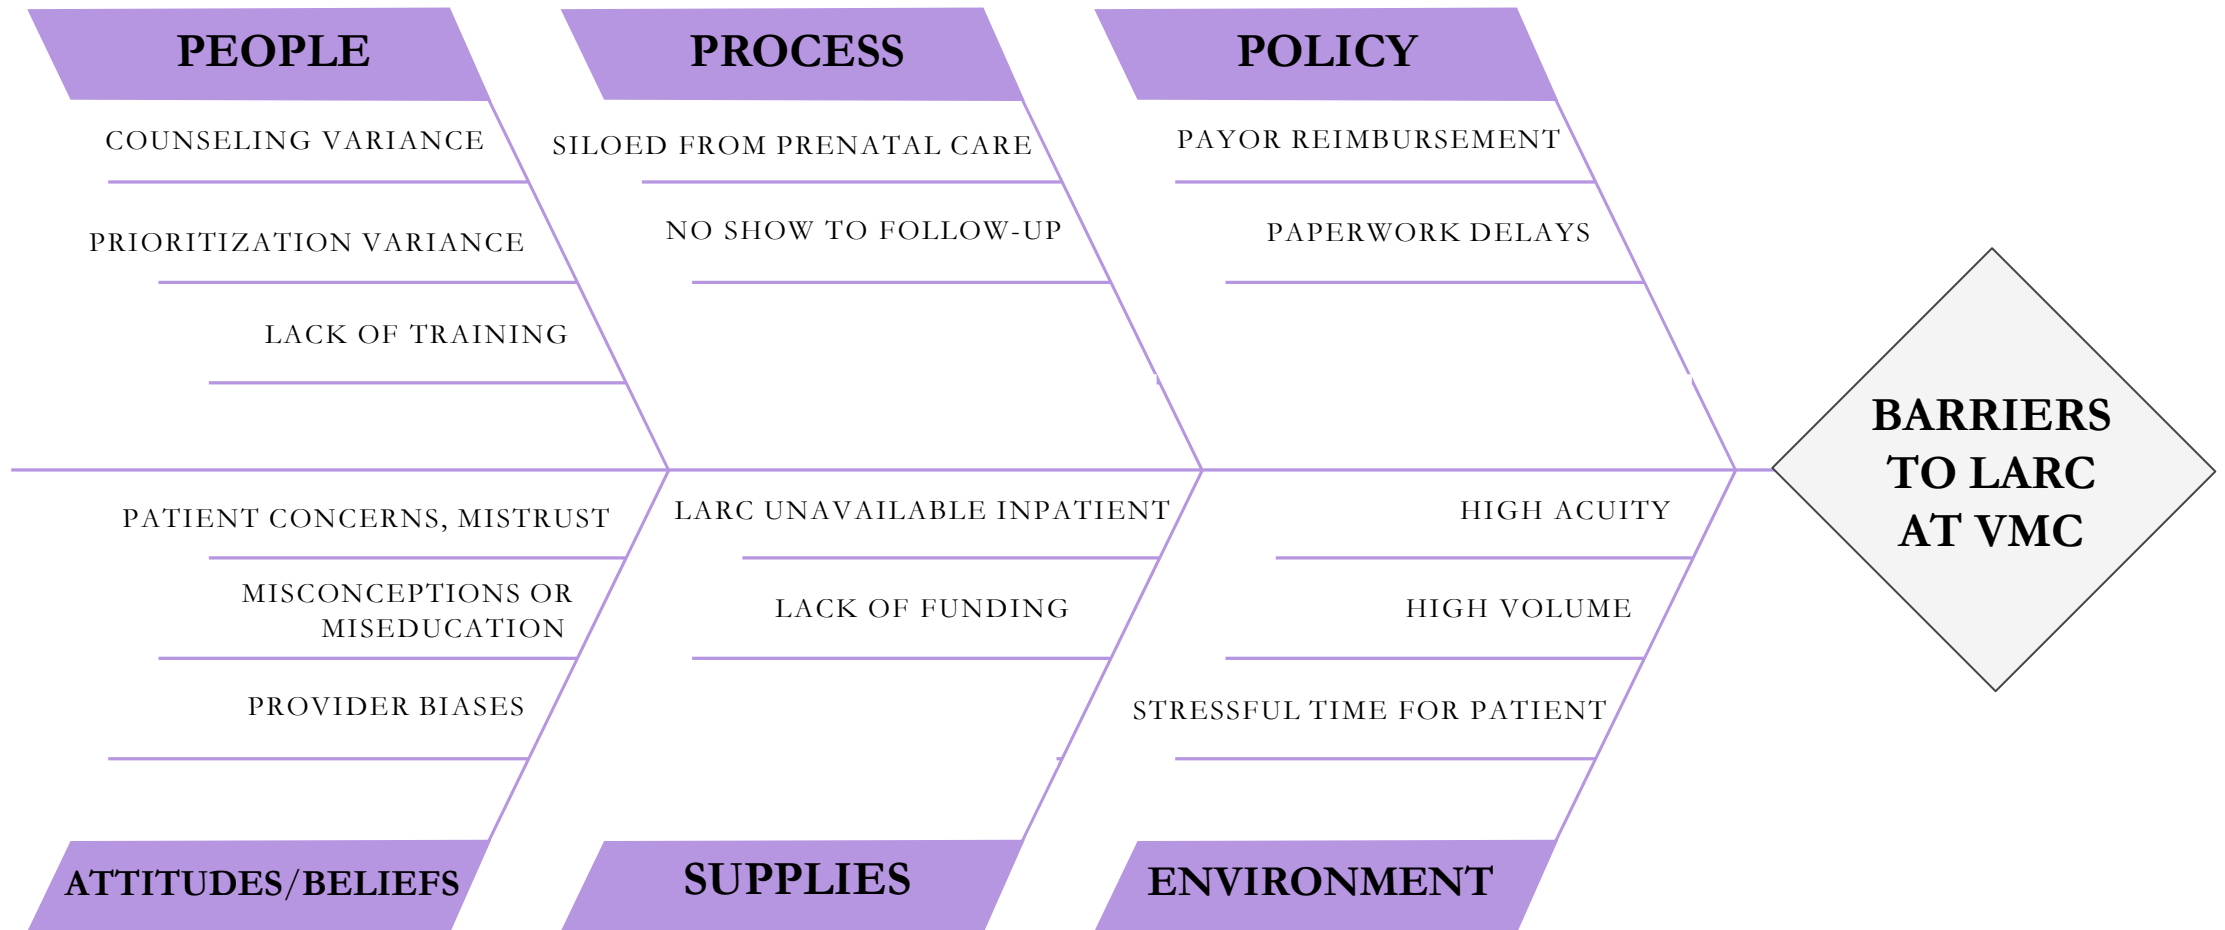 PEOPLE
COUNSELING VARIANCE
PRIORITIZATION VARIANCE
LACK OF TRAINING
PROCESS
SILOED FROM PRENATAL CARE
NO SHOW TO FOLLOW-UP
POLICY
PAYOR REIMBURSEMENT
PAPERWORK DELAYS
BARRIERS
TO LARC
AT VMC
PATIENT CONCERNS, MISTRUST
MISCONCEPTIONS OR
MISEDUCATION
PROVIDER BIASES
ATTITUDES/BELIEFS
LARC UNAVAILABLE INPATIENT
LACK OF FUNDING
SUPPLIES
HIGH ACUITY
HIGH VOLUME
STRESSFUL TIME FOR PATIENT
ENVIRONMENT